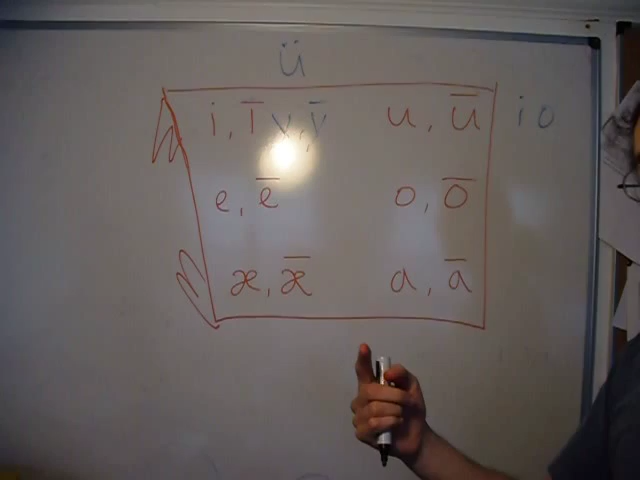 ü
i, ī y, ȳ u, ū io
e, ē o, ō
æ, ǣ a, ā